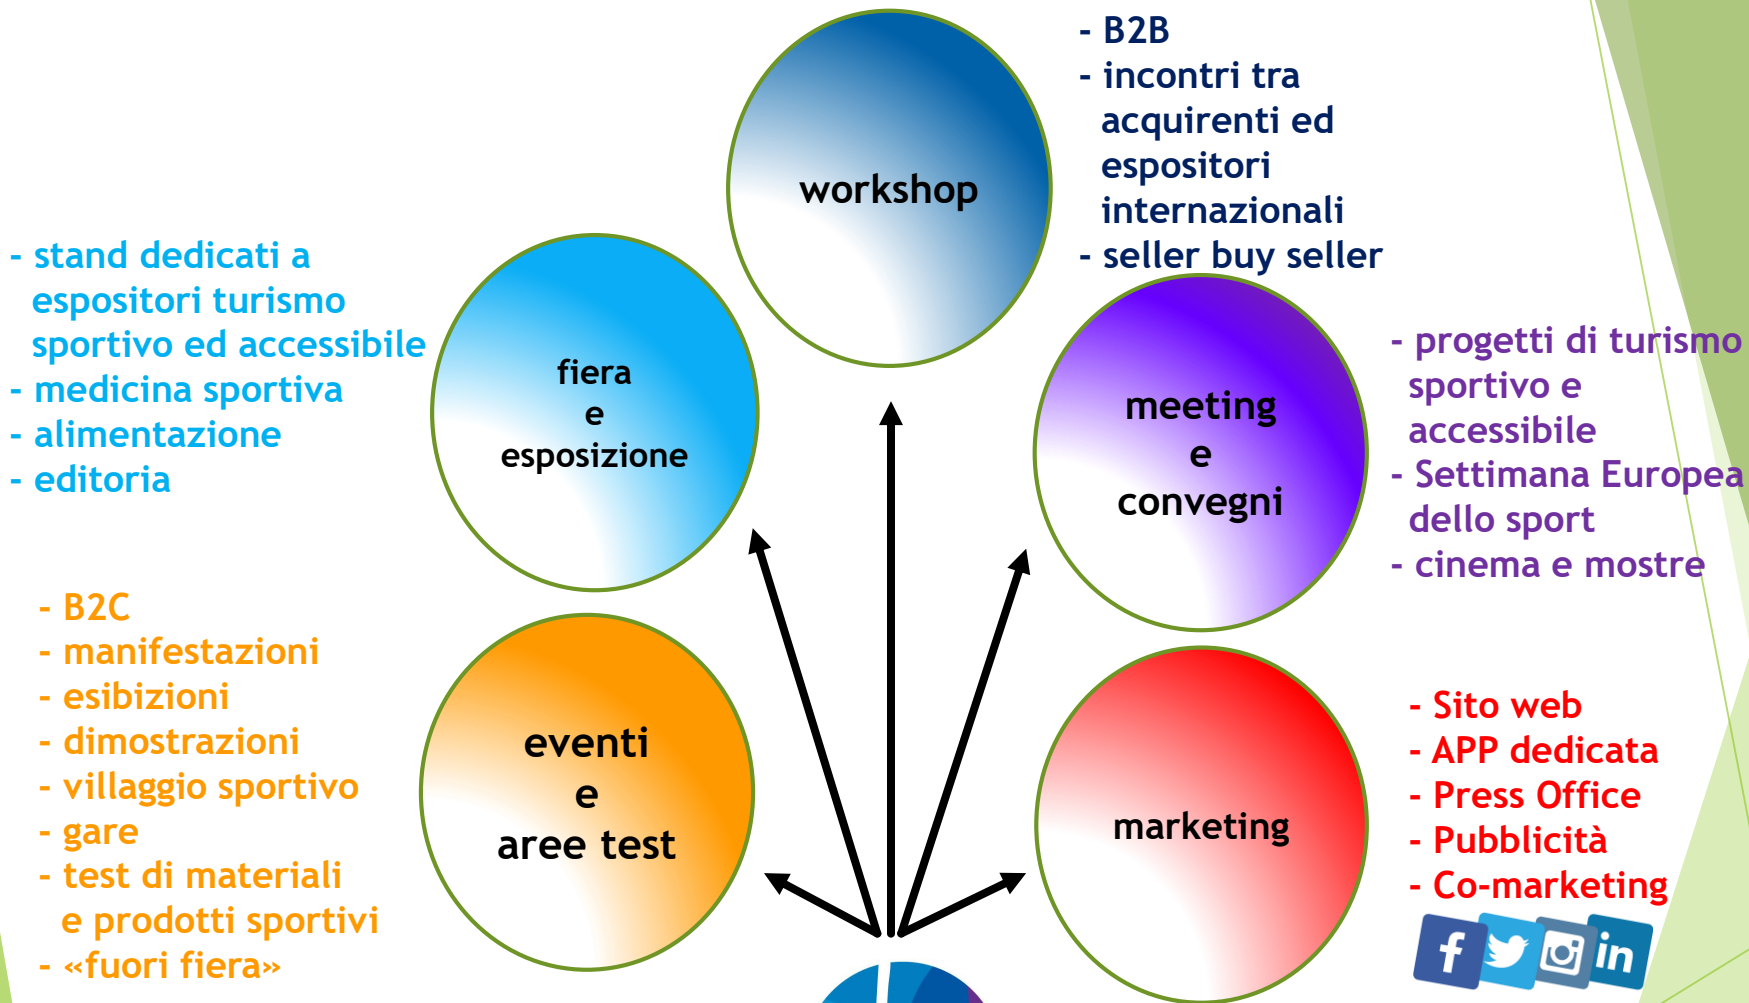 workshop
- B2B
- incontri tra
acquirenti ed
espositori
internazionali
- seller buy seller
- stand dedicati a
espositori turismo
sportivo ed accessibile
- medicina sportiva
- alimentazione
- editoria
fiera
e
esposizione
meeting
e
convegni
- progetti di turismo
sportivo e
accessibile
- Settimana Europea
dello sport
- cinema e mostre
- B2C
- manifestazioni
- esibizioni
- dimostrazioni
- villaggio sportivo
- gare
- test di materiali
e prodotti sportivi
- «fuori fiera»
eventi
e
aree test
marketing
- Sito web
- APP dedicata
- Press Office
- Pubblicità
- Co-marketing
f
in